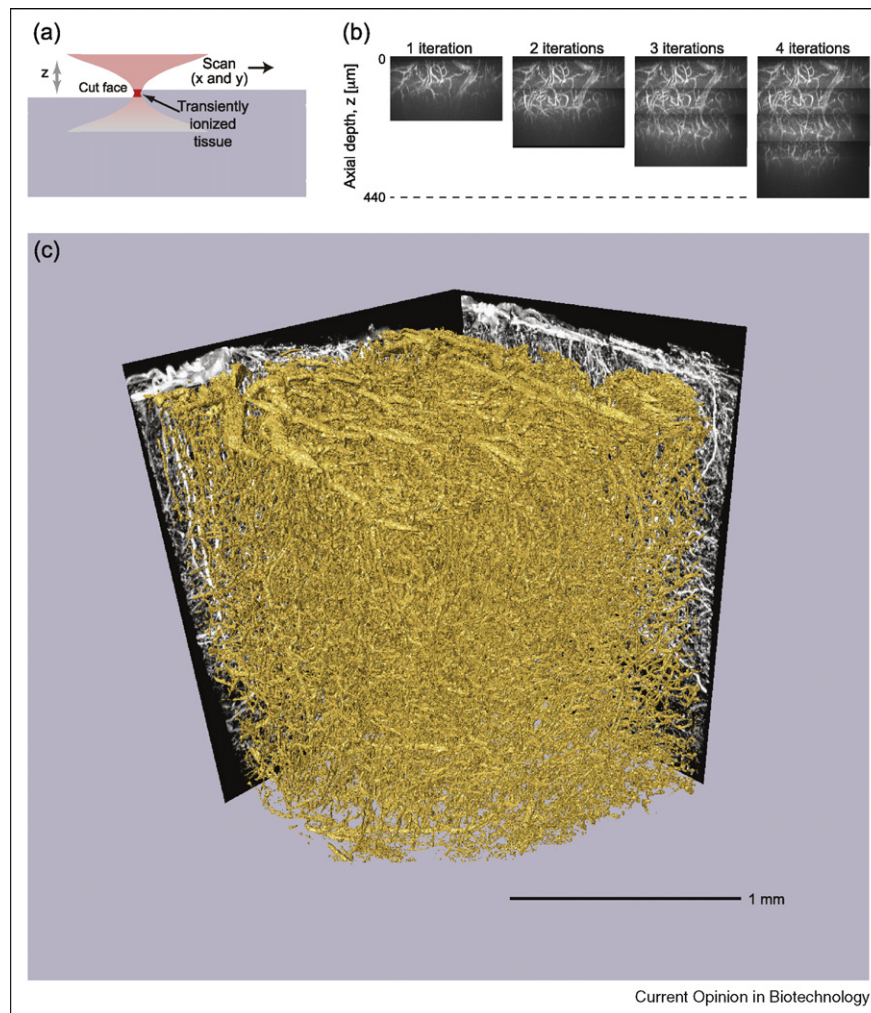 (a)
z
Scan
(x and y)
Cut face
Transiently
ionized
tissue
(b)
1 iteration
2 iterations
3 iterations
4 iterations
0
Axial depth, z [µm]
440
(c)
1 mm
Current Opinion in Biotechnology